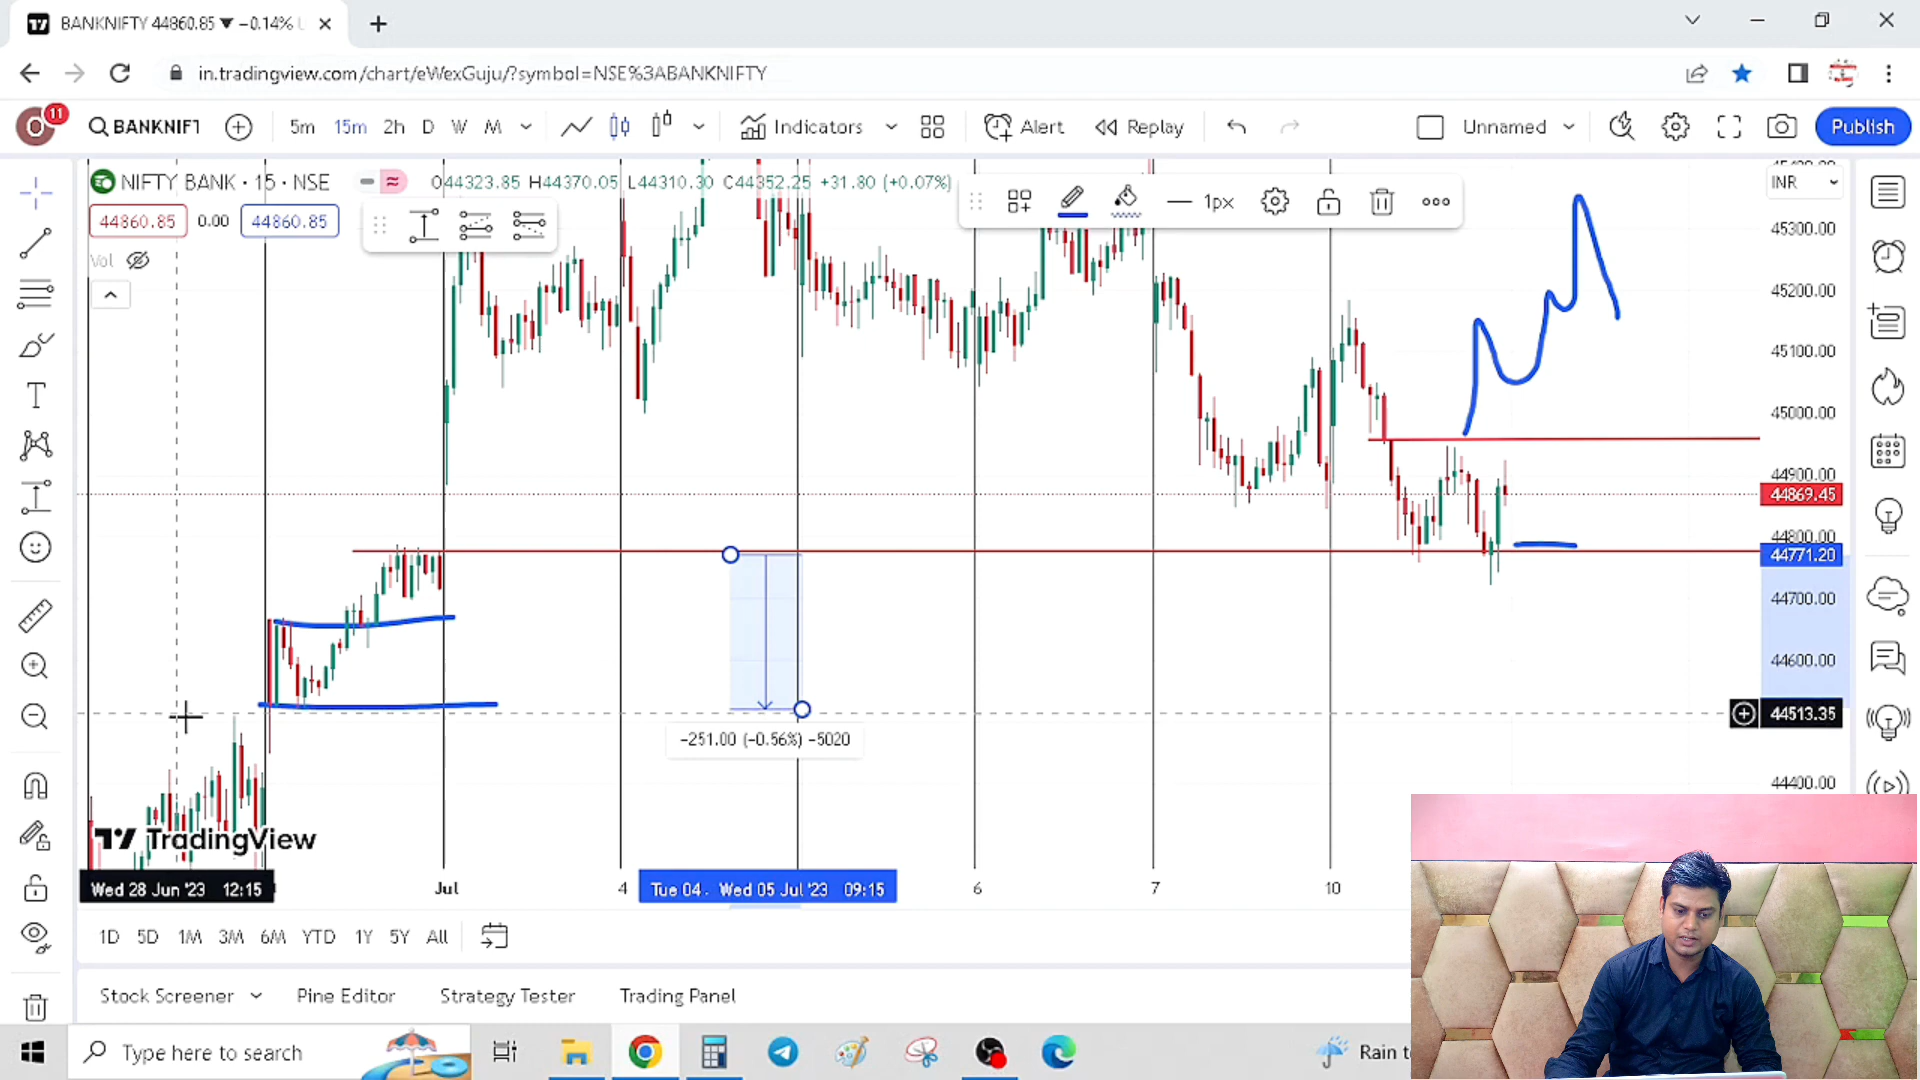 BANKNIFTY 44860.85 ▼ −0.14% U
in.tradingview.com/chart/eWexGuju/?symbol=NSE%3ABANKNIFTY
O 11 BANKNIFT 5m 15m 2h D W M Indicators Alert Replay Unnamed Publish
NIFTY BANK · 15 · NSE O44323.85 H44370.05 L44310.30 C44352.25 +31.80 (+0.07%)
INR
1px
44860.85 0.00 44860.85
Vol
45300.00
45200.00
45100.00
45000.00
44900.00
44869.45
44800.00
44771.20
44700.00
44600.00
44513.35
44400.00
−251.00 (−0.56%) −5020
TradingView
Wed 28 Jun '23 12:15 Jul 4 Tue 04 Wed 05 Jul '23 09:15 6 7 10
1D 5D 1M 3M 6M YTD 1Y 5Y All
Stock Screener Pine Editor Strategy Tester Trading Panel
Type here to search
Rain t